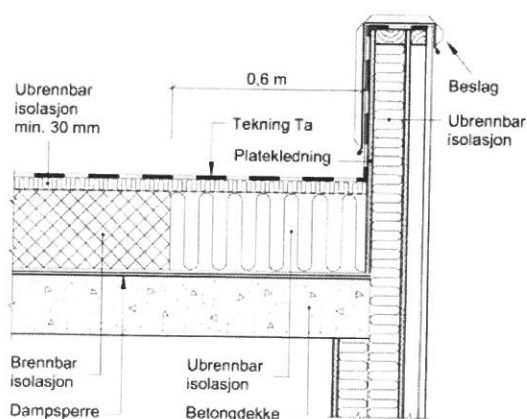 0,6 m
Ubrennbar
isolasjon
min. 30 mm
Tekning Ta
Platekledning
Beslag
Ubrennbar
isolasjon
Brennbar
isolasjon
Dampsperre
Ubrennbar
isolasjon
Betongdekke